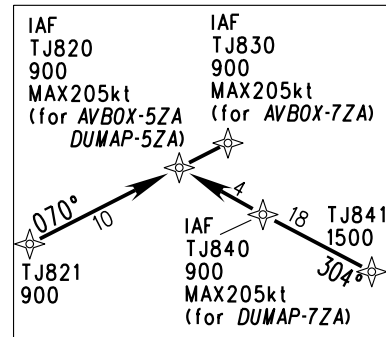 IAF
TJ820
900
MAX205kt
(for AVBOX-5ZA
DUMAP-5ZA)
IAF
TJ830
900
MAX205kt
(for AVBOX-7ZA)
070°
10
4
18
TJ841
1500
304°
TJ821
900
IAF
TJ840
900
MAX205kt
(for DUMAP-7ZA)